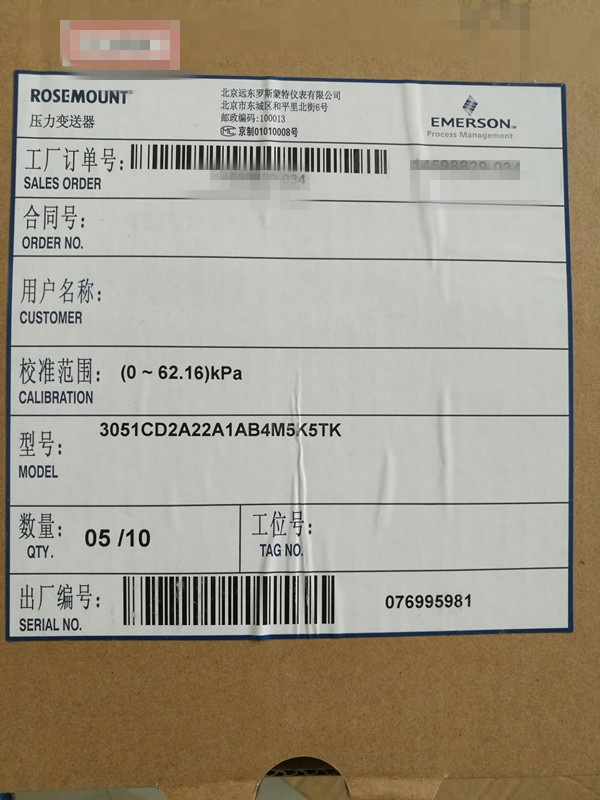 ROSEMOUNT
压力变送器
北京远东罗斯蒙特仪表有限公司
北京市东城区和平里北街6号
邮政编码:100013
MC 京制01010008号
EMERSON
Process Management
工厂订单号:
SALES ORDER
合同号:
ORDER NO.
用户名称:
CUSTOMER
校准范围: (0 ~ 62.16)kPa
CALIBRATION
型号: 3051CD2A22A1AB4M5K5TK
MODEL
数量: 05 /10
QTY.
工位号:
TAG NO.
出厂编号: 076995981
SERIAL NO.